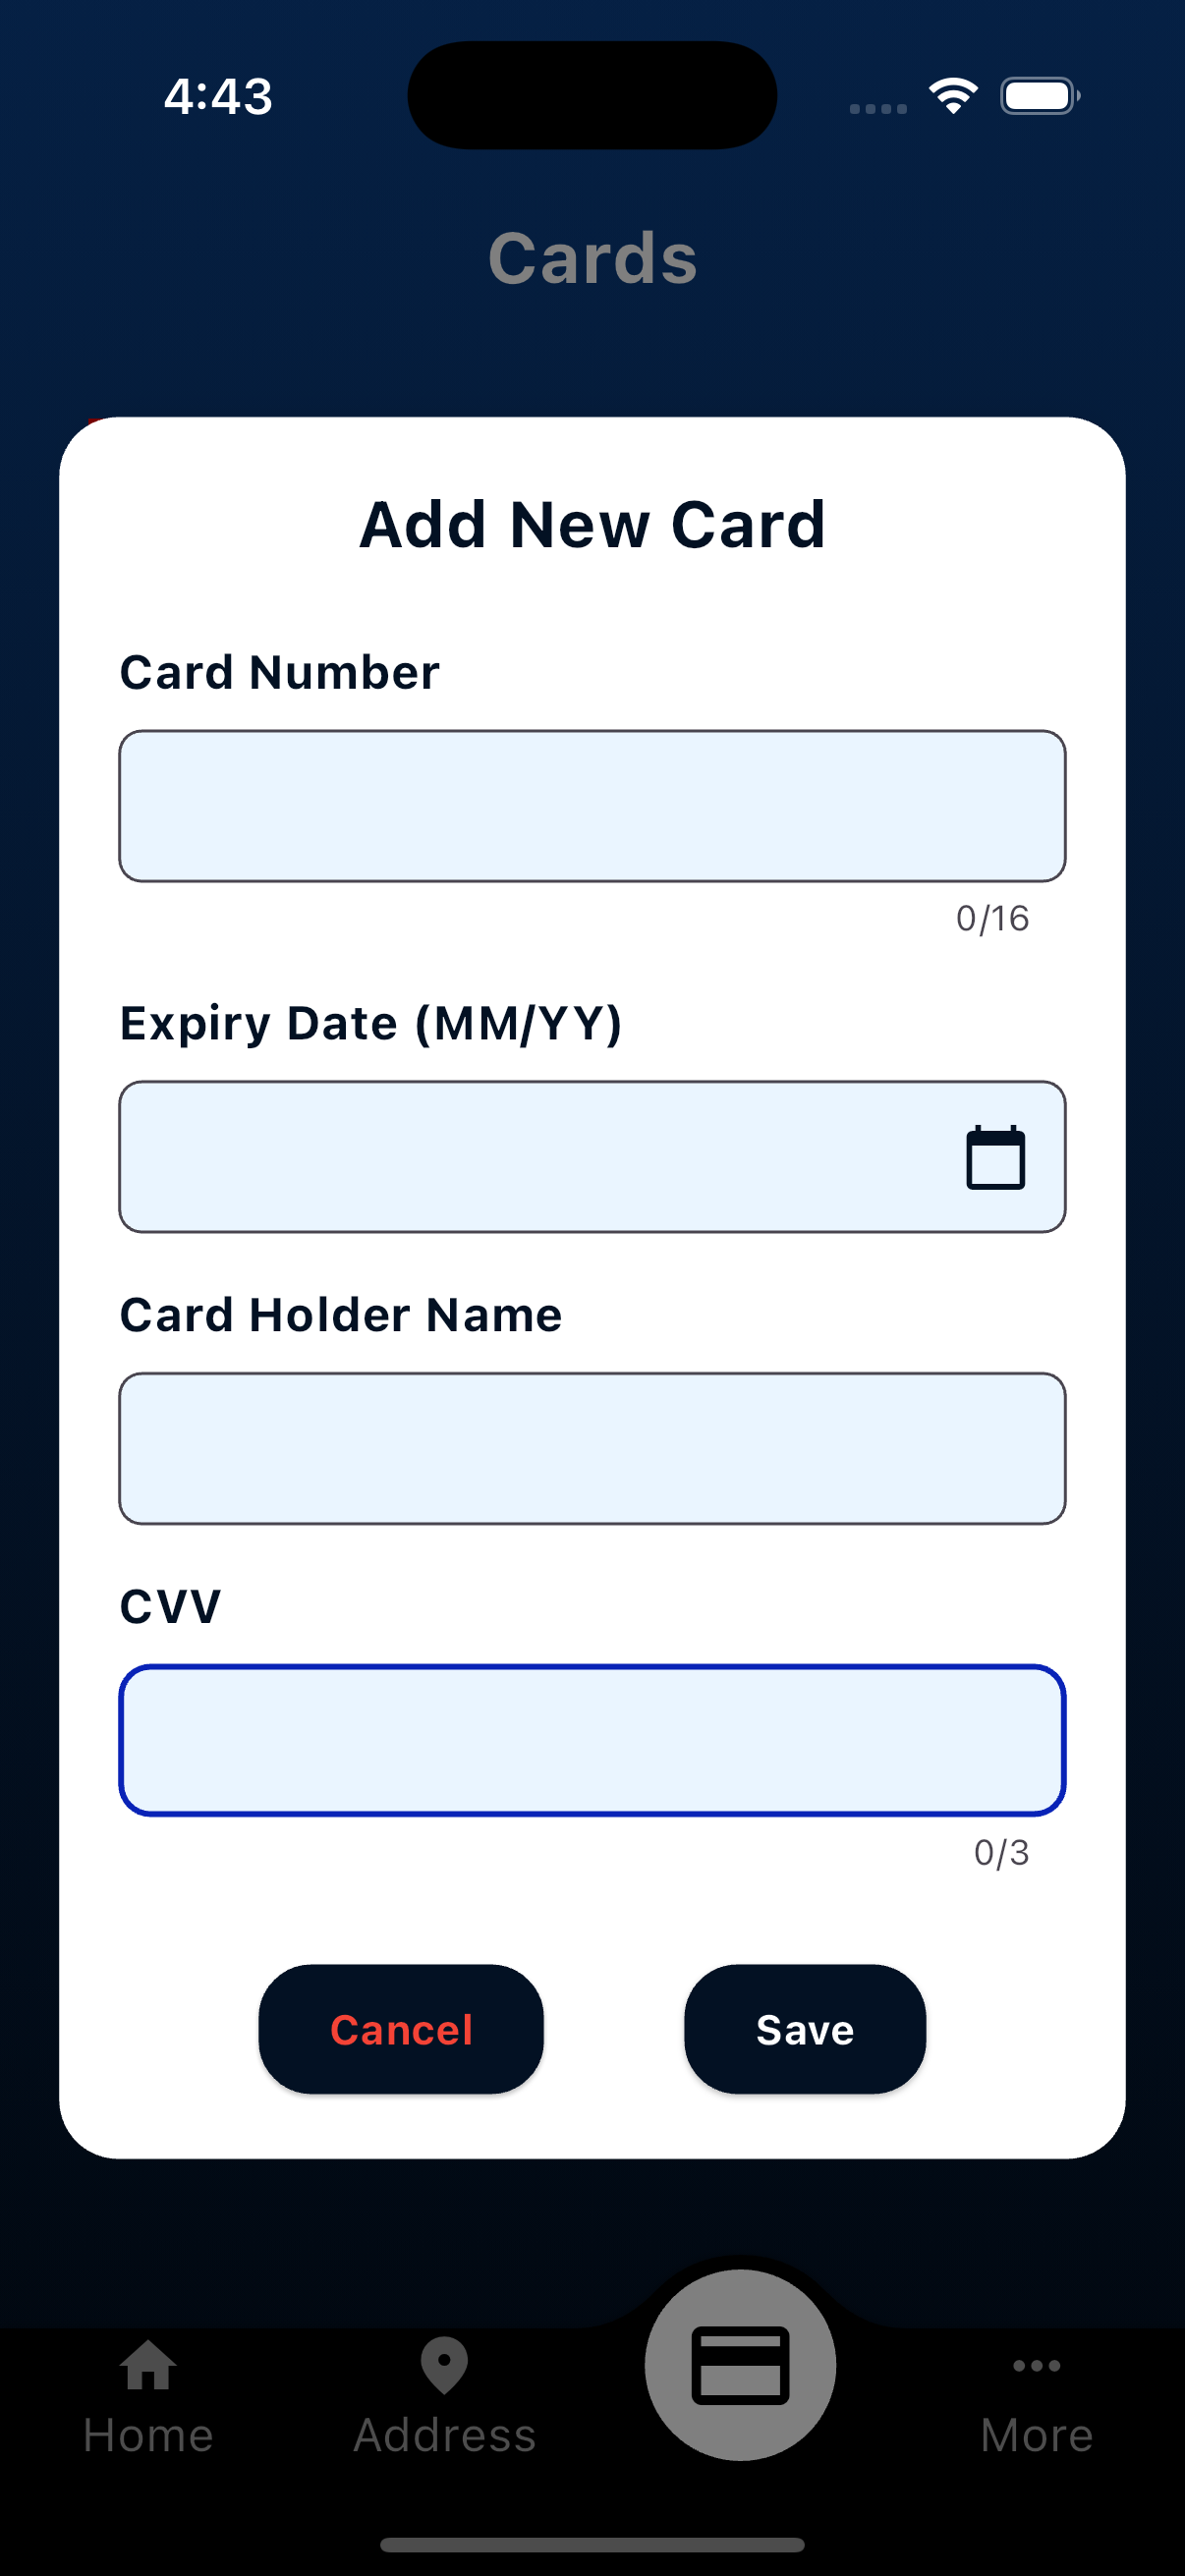 4:43
Cards
Add New Card
Card Number
0/16
Expiry Date (MM/YY)
Card Holder Name
CVV
0/3
Cancel Save
Home Address More